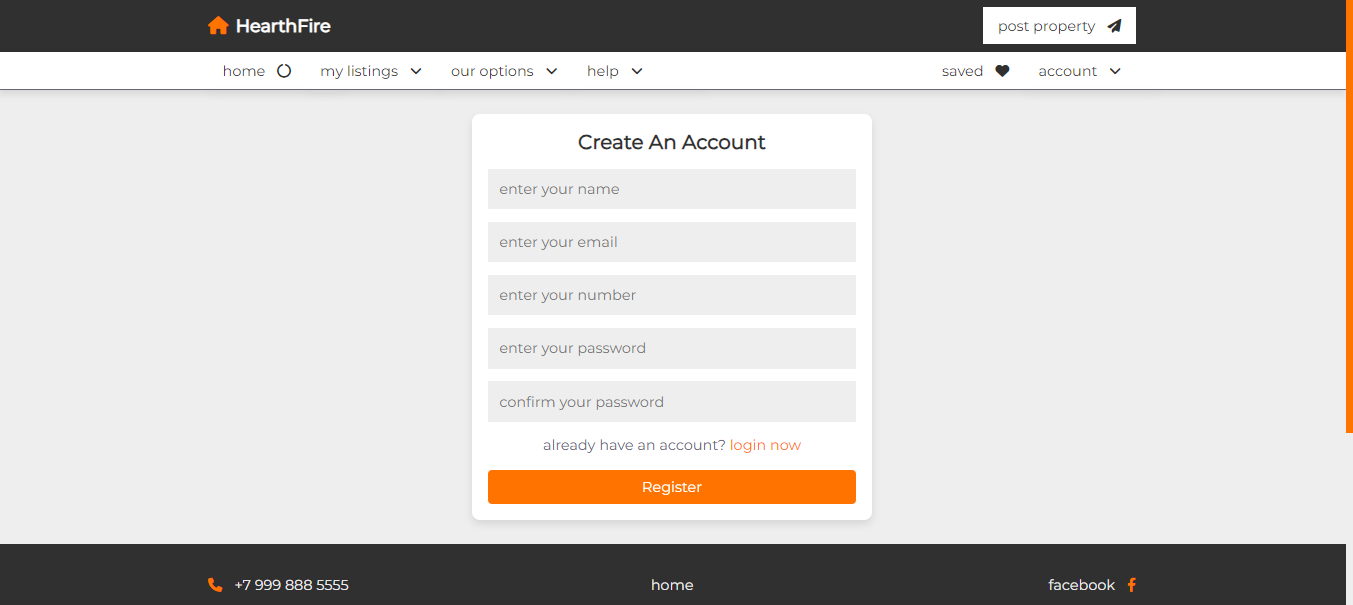 HearthFire
post property
home
my listings
our options
help
saved
account
Create An Account
enter your name
enter your email
enter your number
enter your password
confirm your password
already have an account? login now
Register
+7 999 888 5555
home
facebook